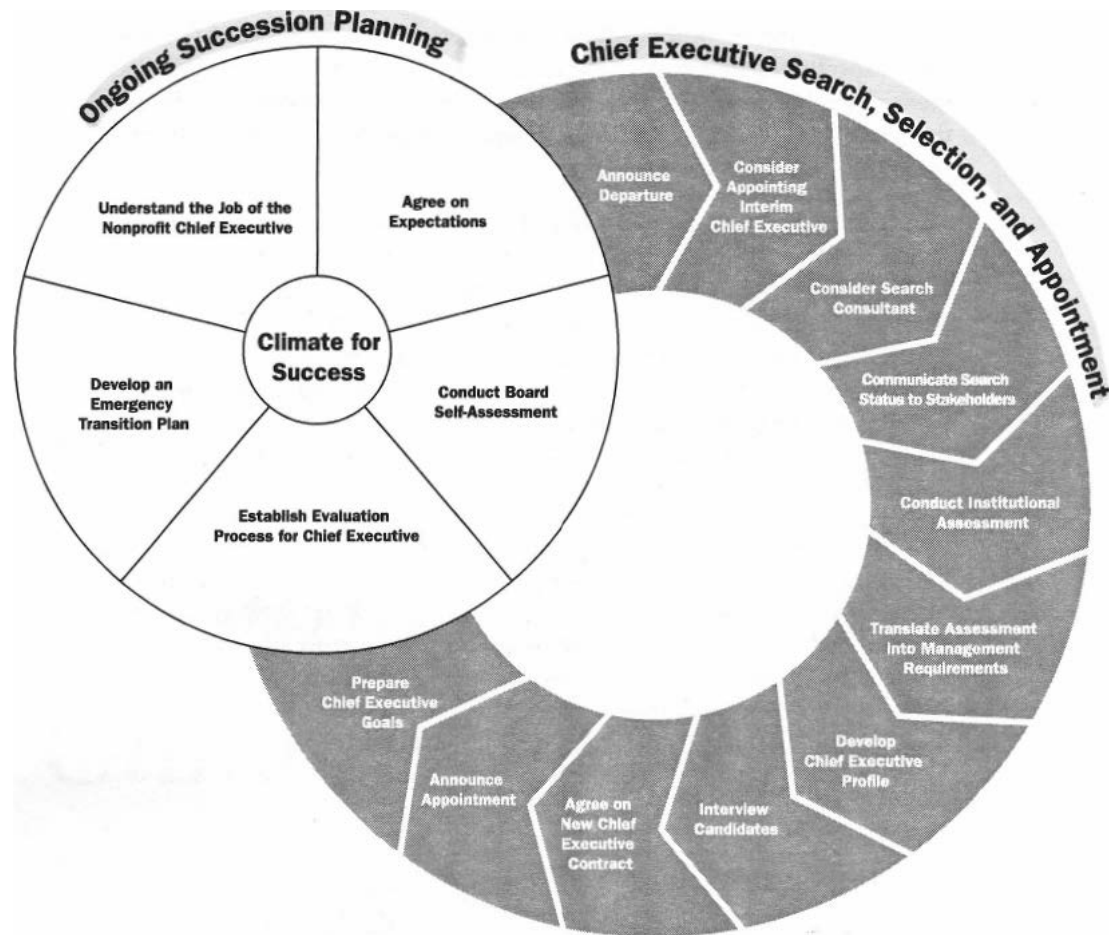 Ongoing Succession Planning
Understand the Job of the
Nonprofit Chief Executive
Agree on
Expectations
Climate for
Success
Develop an
Emergency
Transition Plan
Conduct Board
Self-Assessment
Establish Evaluation
Process for Chief Executive
Chief Executive Search, Selection, and Appointment
Announce
Departure
Consider
Appointing
Interim
Chief Executive
Consider Search
Consultant
Communicate Search
Status to Stakeholders
Conduct Institutional
Assessment
Translate Assessment
into Management
Requirements
Develop
Chief Executive
Profile
Interview
Candidates
Agree on
New Chief
Executive
Contract
Announce
Appointment
Prepare
Chief Executive
Goals